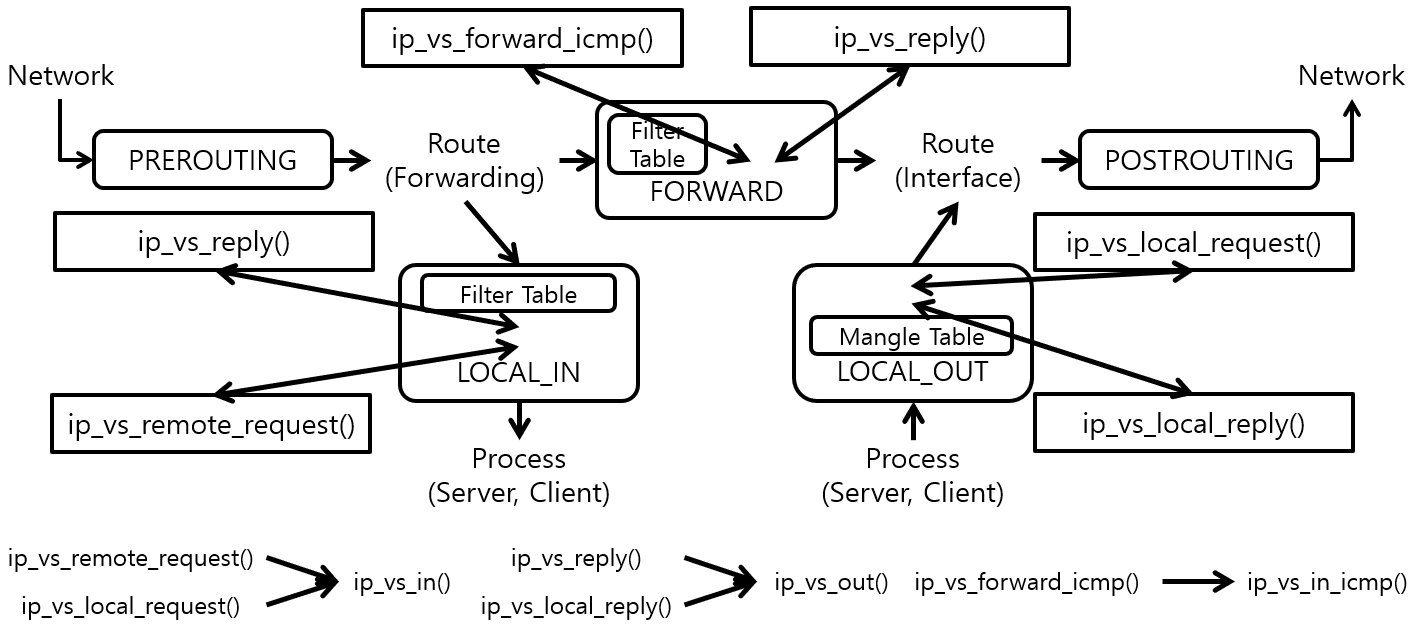 ip_vs_forward_icmp()
ip_vs_reply()
Network
Network
PREROUTING
Route
(Forwarding)
Filter
Table
FORWARD
Route
(Interface)
POSTROUTING
ip_vs_reply()
ip_vs_local_request()
Filter Table
LOCAL_IN
Mangle Table
LOCAL_OUT
ip_vs_remote_request()
ip_vs_local_reply()
Process
(Server, Client)
Process
(Server, Client)
ip_vs_remote_request()
ip_vs_local_request()
ip_vs_in()
ip_vs_reply()
ip_vs_local_reply()
ip_vs_out()
ip_vs_forward_icmp()
ip_vs_in_icmp()